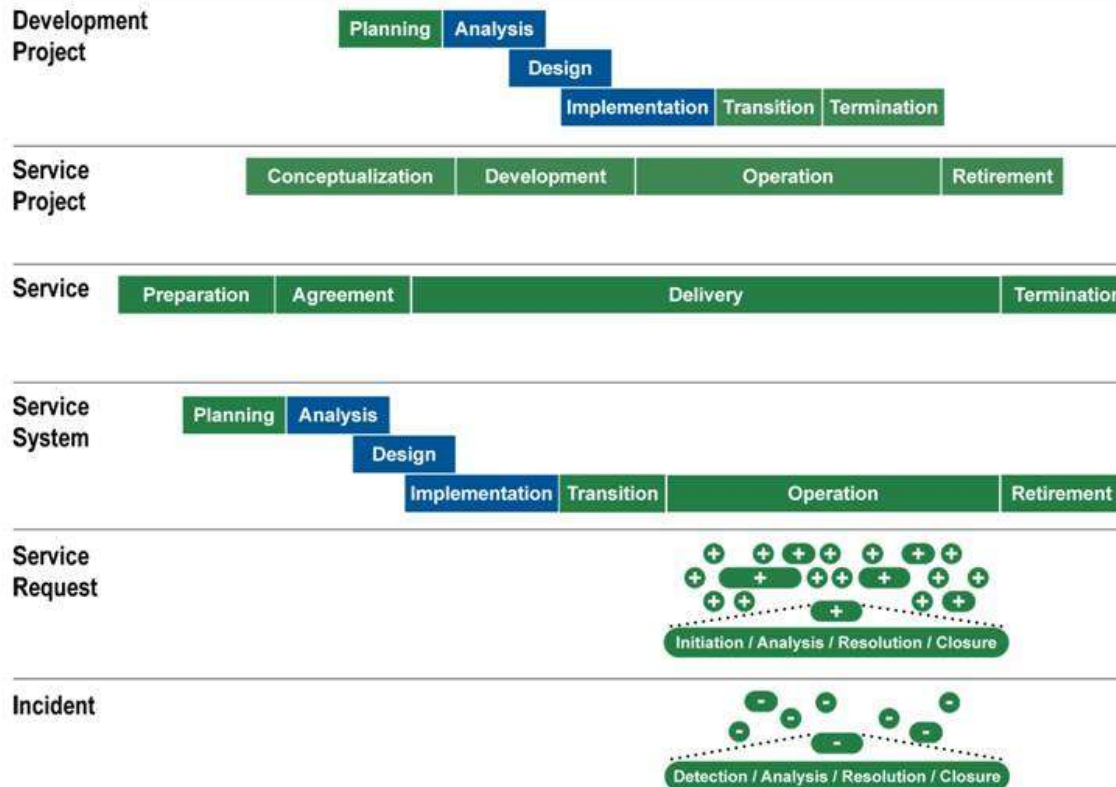 Development
Project
Planning
Analysis
Design
Implementation
Transition
Termination
Service
Project
Conceptualization
Development
Operation
Retirement
Service
Preparation
Agreement
Delivery
Termination
Service
System
Planning
Analysis
Design
Implementation
Transition
Operation
Retirement
Service
Request
+ + + + + + +
+ + + + + + +
+ + + + +
Initiation / Analysis / Resolution / Closure
Incident
- - -
- -
- - -
Detection / Analysis / Resolution / Closure